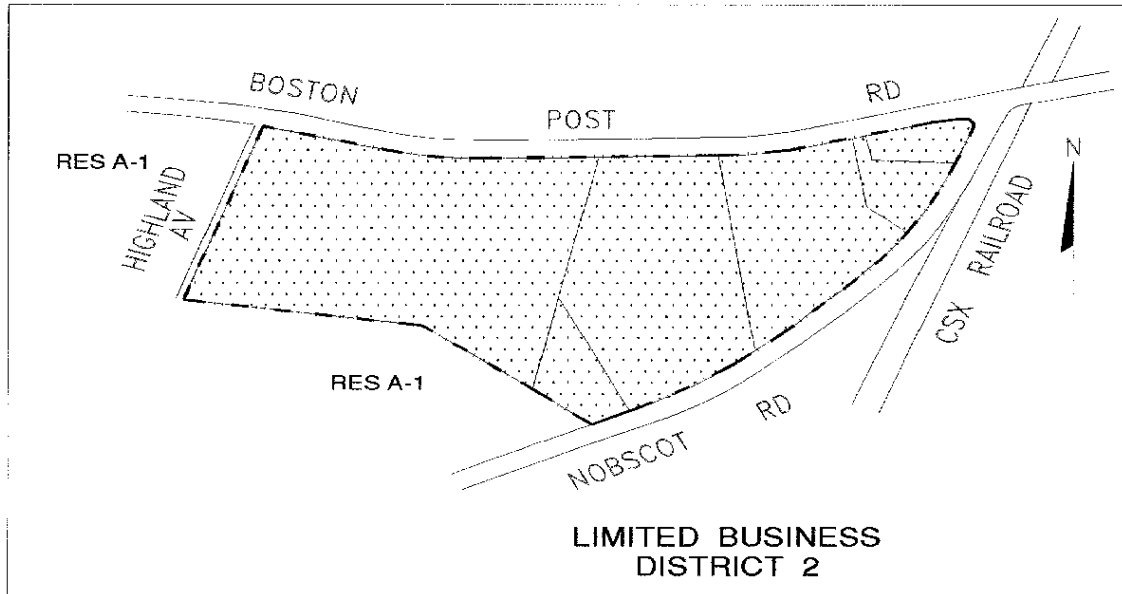 BOSTON POST RD
RES A-1
HIGHLAND
AV
N
CSX RAILROAD
RES A-1
NOBSCOT RD
LIMITED BUSINESS
DISTRICT 2